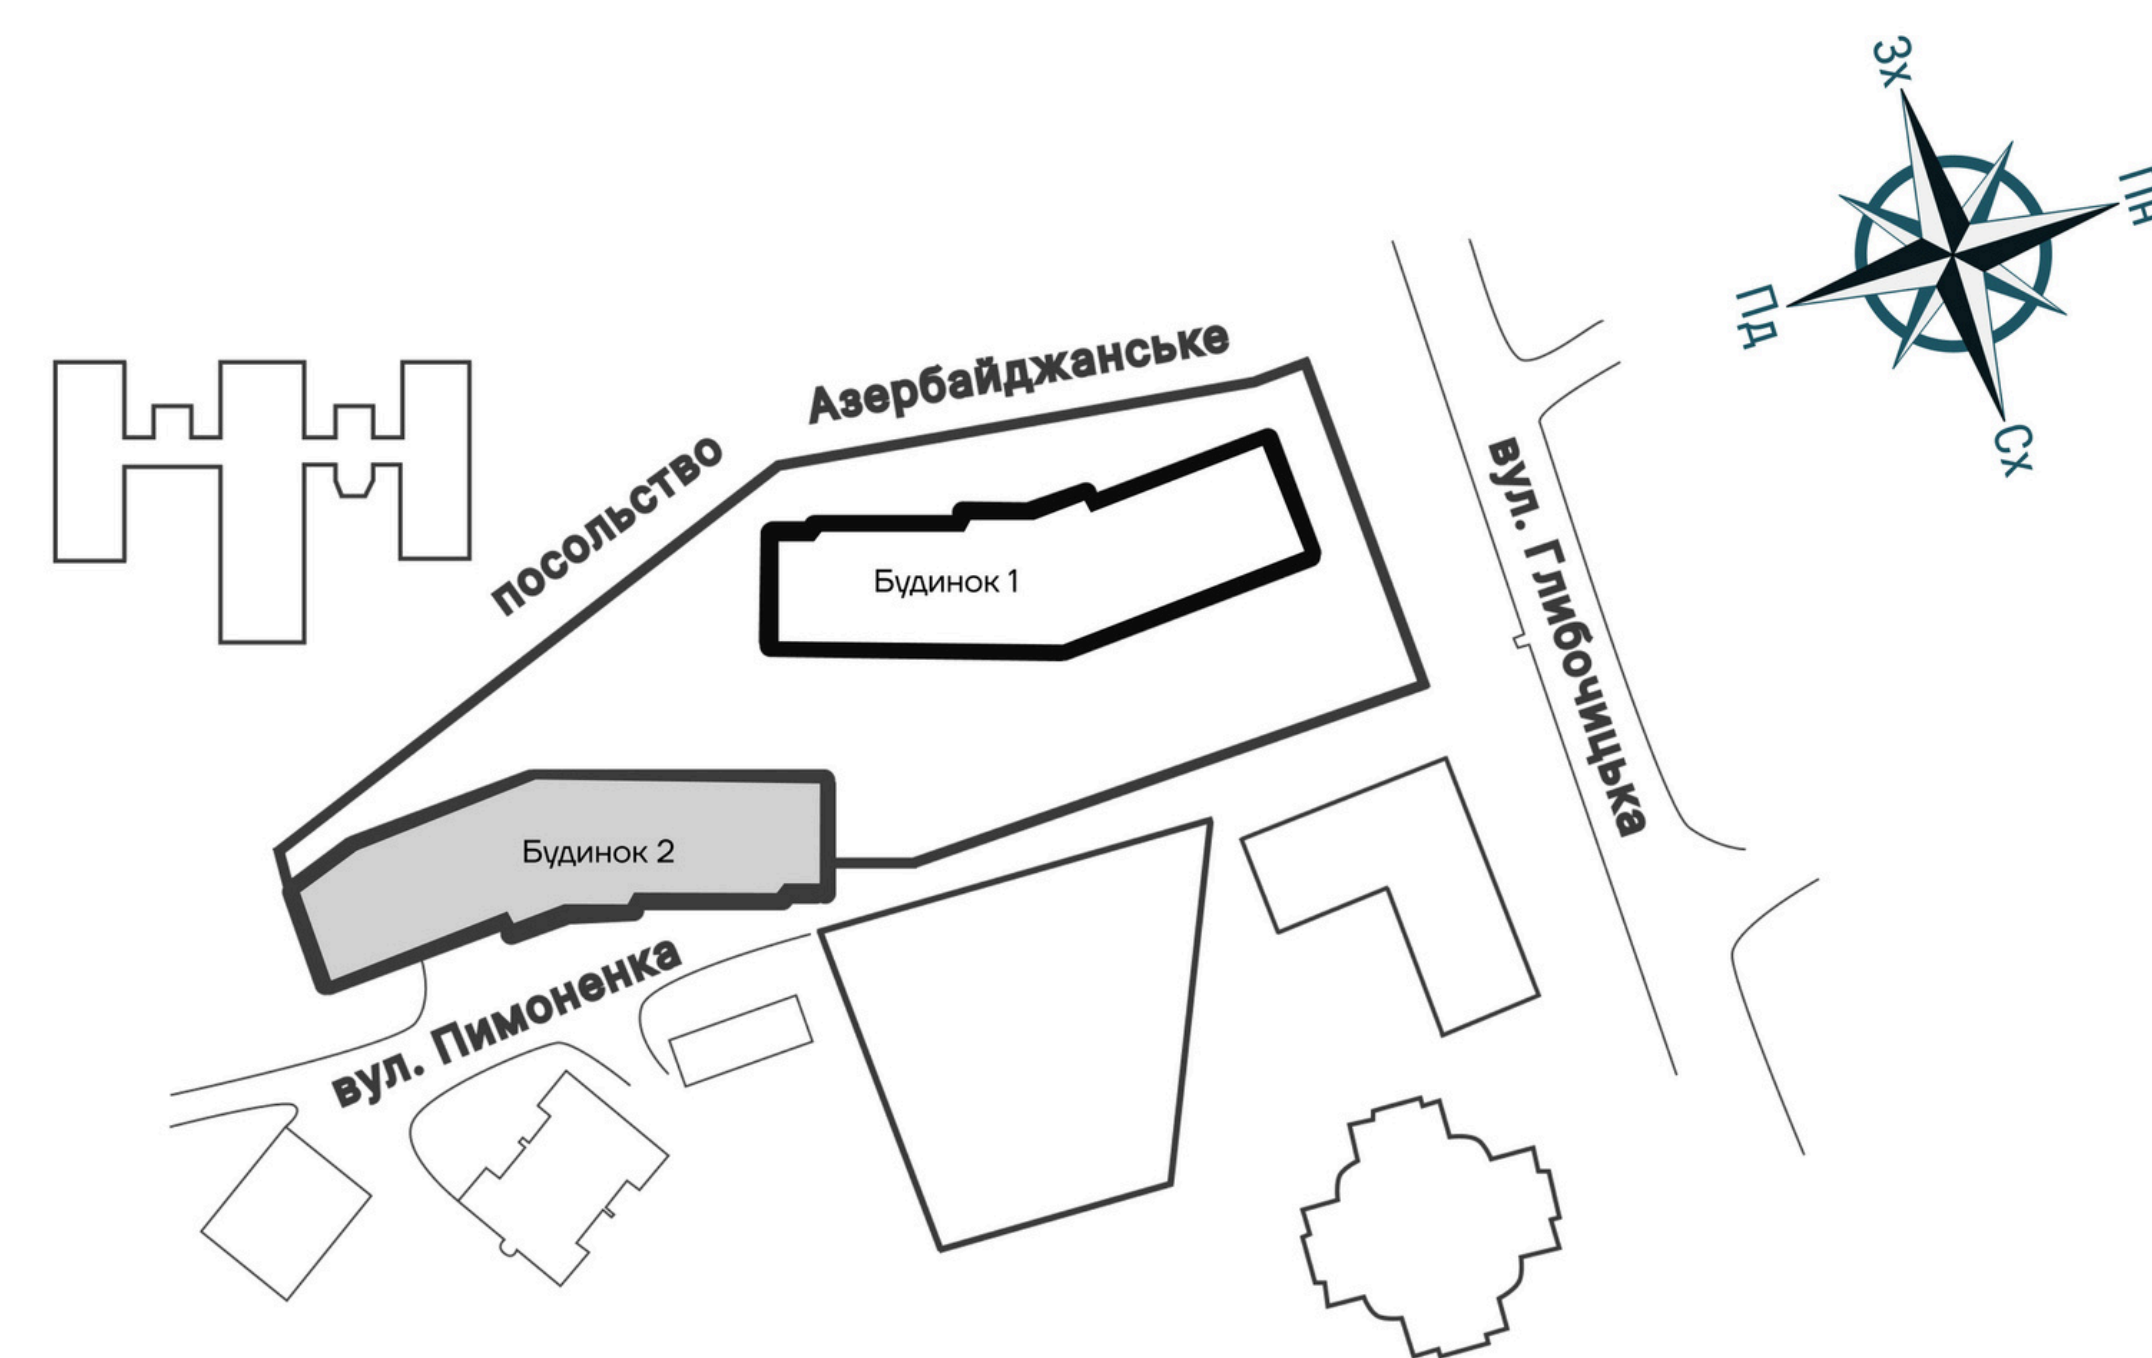 Зх
Пн
Пд
Сх
посольство Азербайджанське
вул. Глибочицька
Будинок 1
Будинок 2
вул. Пимоненка